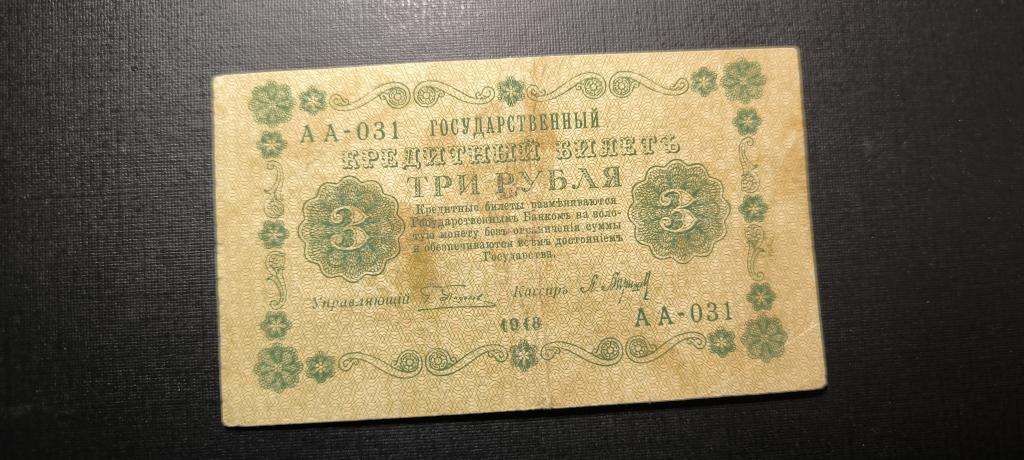 АА-031 ГОСУДАРСТВЕННЫЙ
КРЕДИТНЫЙ БИЛЕТЪ
ТРИ РУБЛЯ
3 3
Кредитные билеты размѣниваются
Государственнымъ Банкомъ на золо-
тую монету безъ ограниченія суммы
и обезпечиваются всѣмъ достояніемъ
Государства.
Управляющій Кассиръ
1918 АА-031